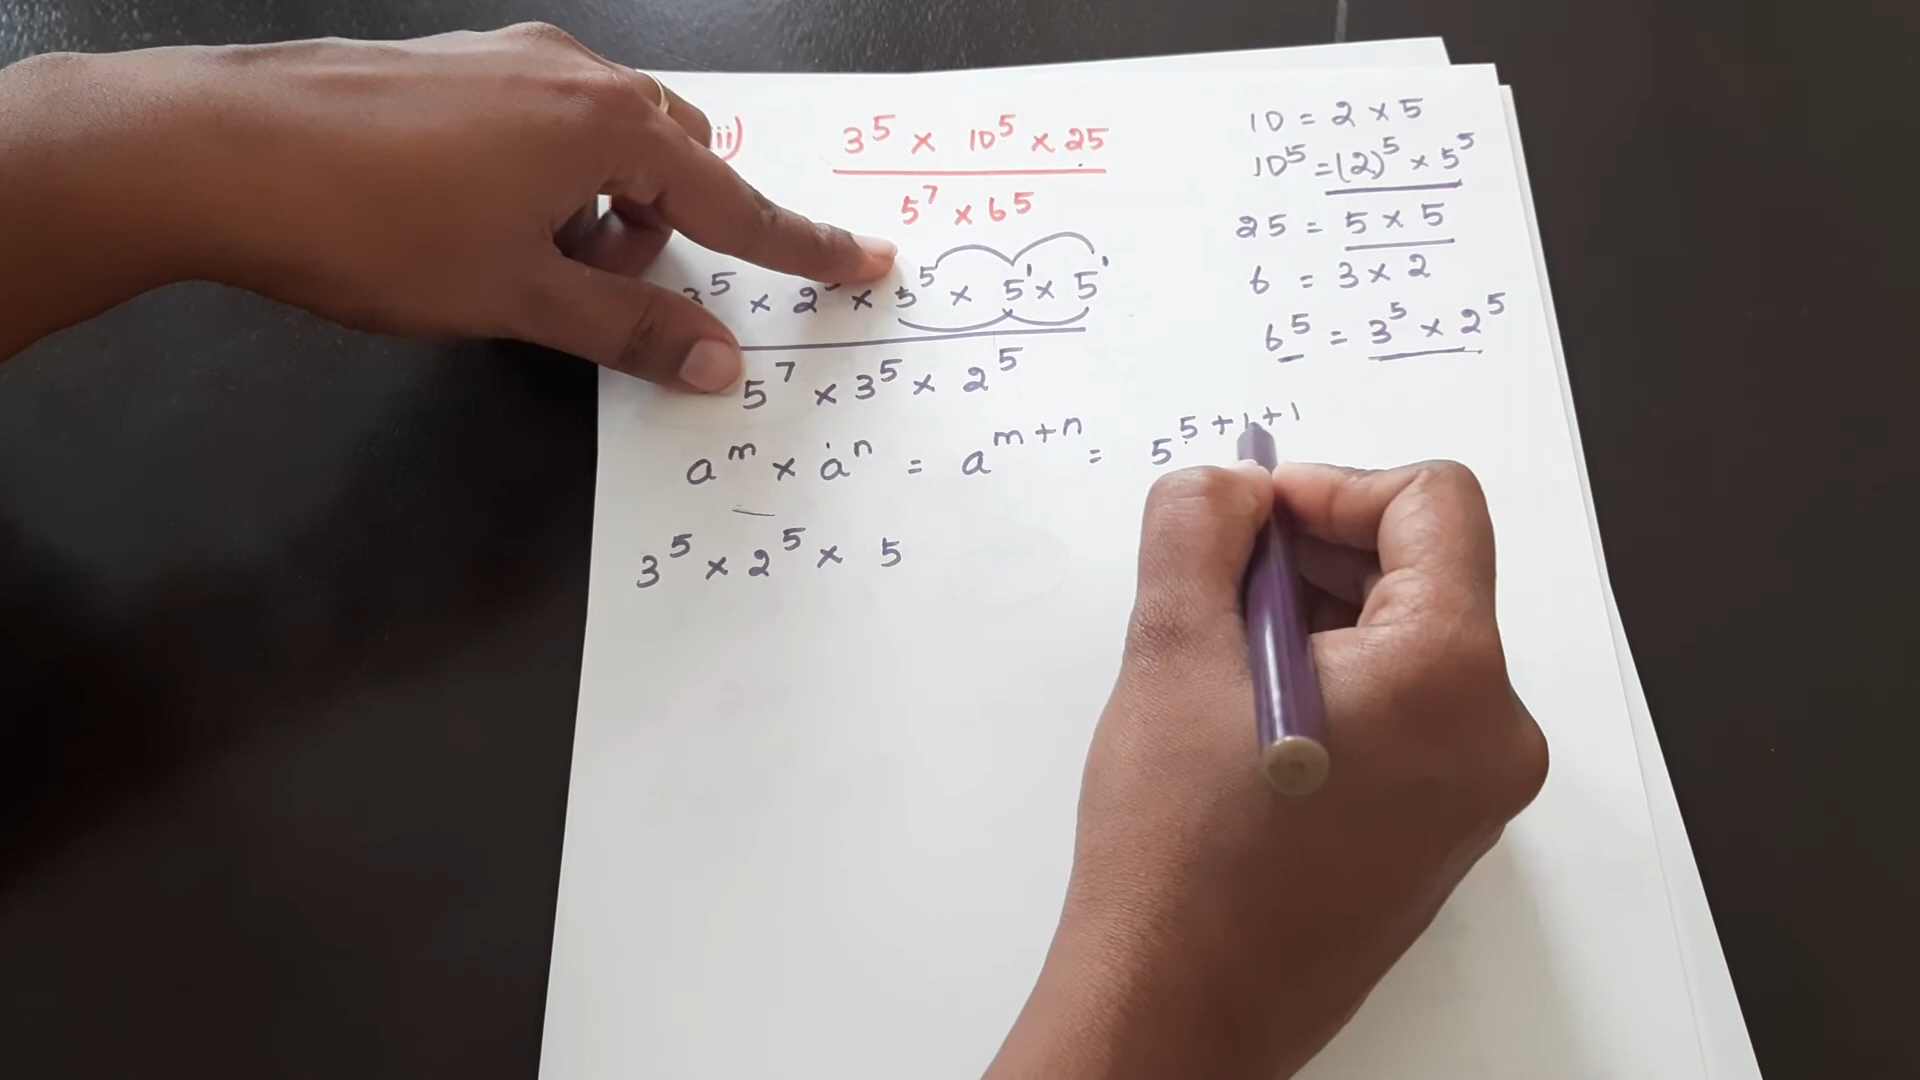 ii) 3⁵ × 10⁵ × 25
5⁷ × 6⁵
3⁵ × 2⁵ × 5⁵ × 5¹ × 5¹
5⁷ × 3⁵ × 2⁵
aᵐ × aⁿ = aᵐ⁺ⁿ = 5⁵⁺¹⁺¹
3⁵ × 2⁵ × 5
10 = 2 × 5
10⁵ = (2)⁵ × 5⁵
25 = 5 × 5
6 = 3 × 2
6⁵ = 3⁵ × 2⁵